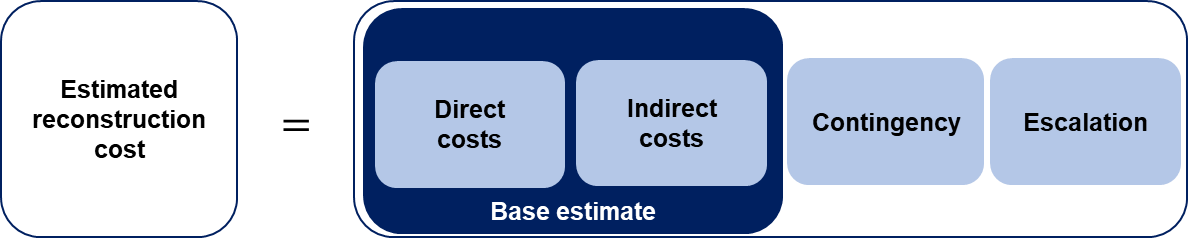 Estimated
reconstruction
cost
=
Direct
costs
Indirect
costs
Contingency
Escalation
Base estimate